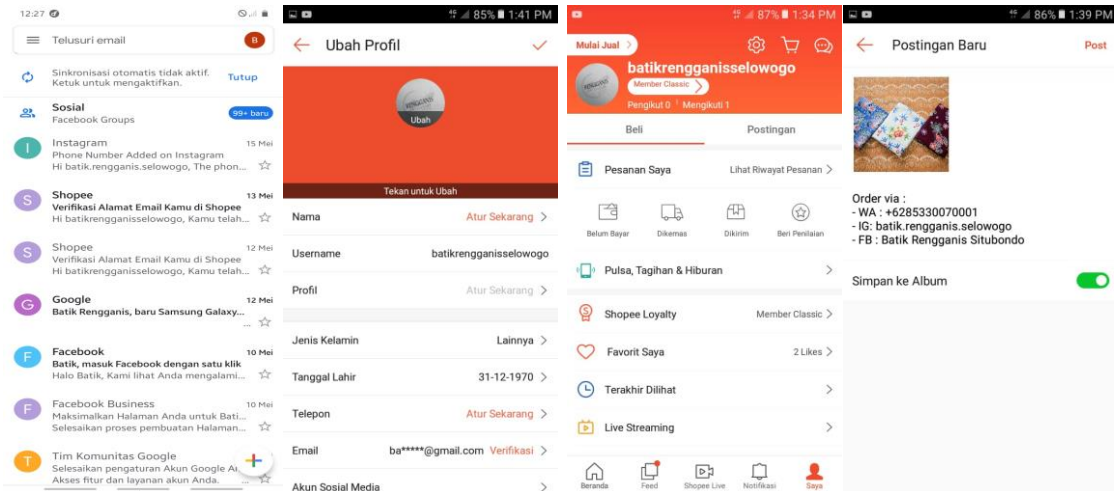 12:27
Telusuri email
B
Sinkronisasi otomatis tidak aktif.
Ketuk untuk mengaktifkan.
Tutup
Sosial
Facebook Groups
99+ baru
I
Instagram
15 Mei
Phone Number Added on Instagram
Hi batik.rengganis.selowogo, The phon...
S
Shopee
13 Mei
Verifikasi Alamat Email Kamu di Shopee
Hi batikrengganisselowogo, Kamu telah...
S
Shopee
12 Mei
Verifikasi Alamat Email Kamu di Shopee
Hi batikrengganisselowogo, Kamu telah...
G
Google
12 Mei
Batik Rengganis, baru Samsung Galaxy...
...
F
Facebook
10 Mei
Batik, masuk Facebook dengan satu klik
Halo Batik, Kami lihat Anda mengalami...
F
Facebook Business
10 Mei
Maksimalkan Halaman Anda untuk Bati...
Selesaikan proses pembuatan Halaman...
T
Tim Komunitas Google
Selesaikan pengaturan Akun Google A
Akses fitur dan layanan akun Anda.
4G 85% 1:41 PM
Ubah Profil
RENGGANIS
Ubah
Tekan untuk Ubah
Nama
Atur Sekarang >
Username
batikrengganisselowogo
Profil
Atur Sekarang >
Jenis Kelamin
Lainnya >
Tanggal Lahir
31-12-1970 >
Telepon
Atur Sekarang >
Email
ba*****@gmail.com Verifikasi >
Akun Sosial Media
>
4G 87% 1:34 PM
Mulai Jual >
batikrengganisselowogo
Member Classic >
Pengikut 0 | Mengikuti 1
Beli
Postingan
Pesanan Saya
Lihat Riwayat Pesanan >
Belum Bayar
Dikemas
Dikirim
Beri Penilaian
Pulsa, Tagihan & Hiburan
>
Shopee Loyalty
Member Classic >
Favorit Saya
2 Likes >
Terakhir Dilihat
>
Live Streaming
>
Beranda
Feed
Shopee Live
Notifikasi
Saya
4G 86% 1:39 PM
Postingan Baru
Post
Order via :
- WA : +6285330070001
- IG: batik.rengganis.selowogo
- FB : Batik Rengganis Situbondo
Simpan ke Album